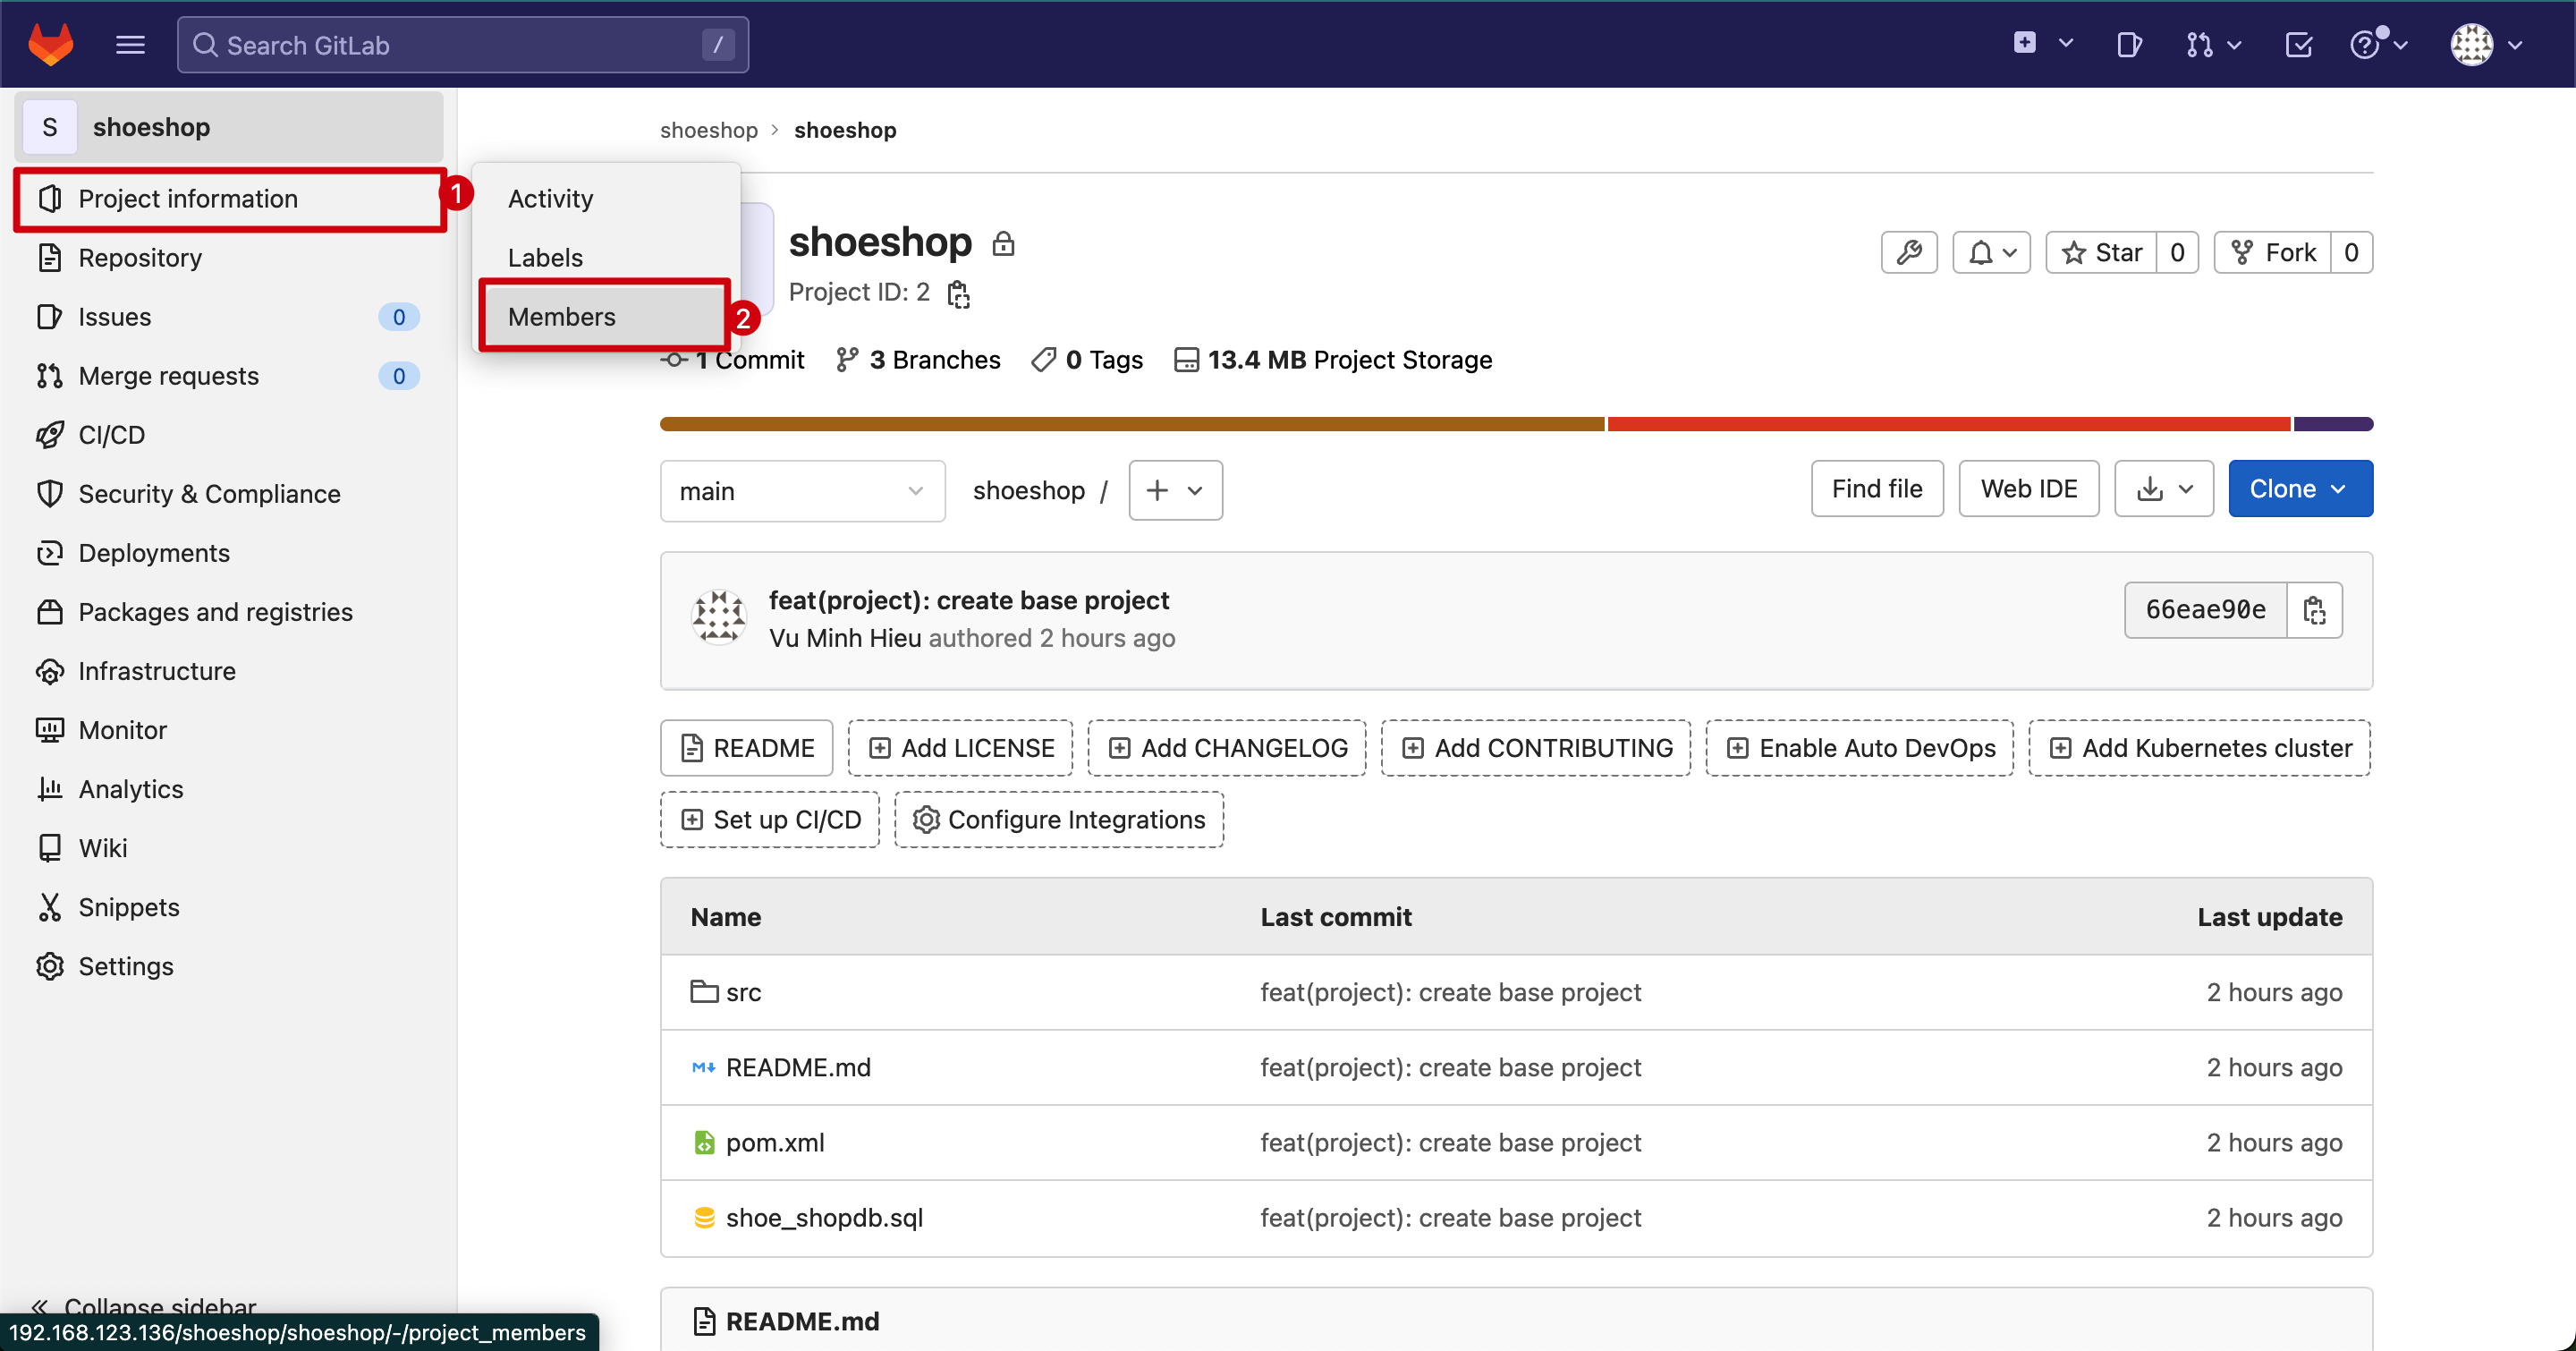 Search GitLab /
S shoeshop
Project information 1
Repository
Issues 0
Merge requests 0
CI/CD
Security & Compliance
Deployments
Packages and registries
Infrastructure
Monitor
Analytics
Wiki
Snippets
Settings
Collapse sidebar
192.168.123.136/shoeshop/shoeshop/-/project_members
Activity
Labels
Members 2
shoeshop > shoeshop
shoeshop
Project ID: 2
Star 0 Fork 0
1 Commit 3 Branches 0 Tags 13.4 MB Project Storage
main shoeshop / + Find file Web IDE Clone
feat(project): create base project
Vu Minh Hieu authored 2 hours ago
66eae90e
README Add LICENSE Add CHANGELOG Add CONTRIBUTING Enable Auto DevOps Add Kubernetes cluster
Set up CI/CD Configure Integrations
Name Last commit Last update
src feat(project): create base project 2 hours ago
README.md feat(project): create base project 2 hours ago
pom.xml feat(project): create base project 2 hours ago
shoe_shopdb.sql feat(project): create base project 2 hours ago
README.md